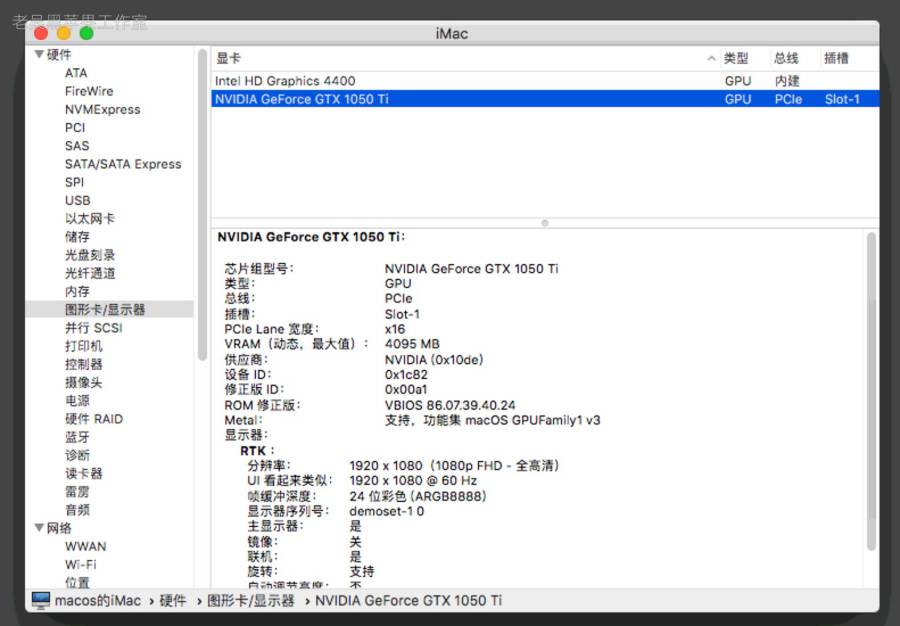 老吴黑苹果工作室
iMac
硬件
ATA
FireWire
NVMExpress
PCI
SAS
SATA/SATA Express
SPI
USB
以太网卡
储存
光盘刻录
光纤通道
内存
图形卡/显示器
并行 SCSI
打印机
控制器
摄像头
电源
硬件 RAID
蓝牙
诊断
读卡器
雷雳
音频
网络
WWAN
Wi-Fi
位置
显卡 类型 总线 插槽
Intel HD Graphics 4400 GPU 内建
NVIDIA GeForce GTX 1050 Ti GPU PCIe Slot-1
NVIDIA GeForce GTX 1050 Ti:
芯片组型号: NVIDIA GeForce GTX 1050 Ti
类型: GPU
总线: PCIe
插槽: Slot-1
PCIe Lane 宽度: x16
VRAM（动态，最大值）: 4095 MB
供应商: NVIDIA (0x10de)
设备 ID: 0x1c82
修正版 ID: 0x00a1
ROM 修正版: VBIOS 86.07.39.40.24
Metal: 支持，功能集 macOS GPUFamily1 v3
显示器:
RTK:
分辨率: 1920 x 1080（1080p FHD - 全高清）
UI 看起来类似: 1920 x 1080 @ 60 Hz
帧缓冲深度: 24 位彩色 (ARGB8888)
显示器序列号: demoset-1 0
主显示器: 是
镜像: 关
联机: 是
旋转: 支持
自动调节亮度: 否
macos的iMac › 硬件 › 图形卡/显示器 › NVIDIA GeForce GTX 1050 Ti